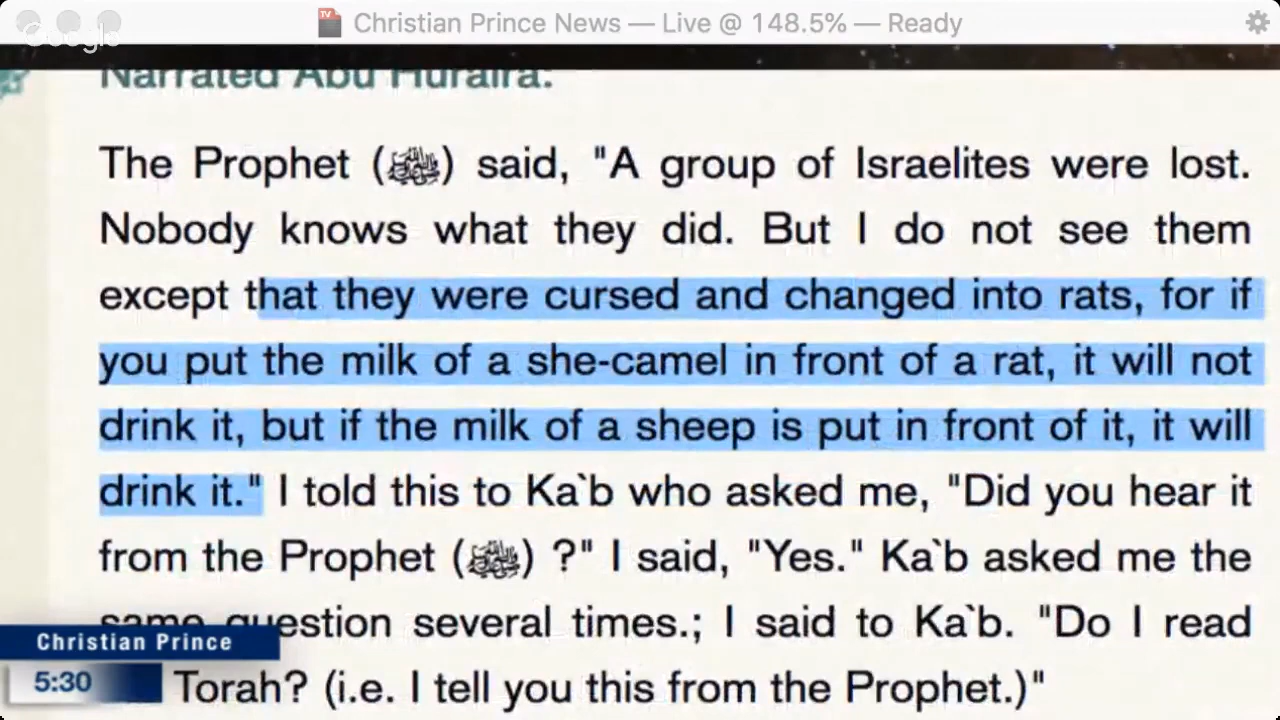 TV Christian Prince News — Live @ 148.5% — Ready
Google
Narrated Abu Huraira:
The Prophet (ﷺ) said, "A group of Israelites were lost.
Nobody knows what they did. But I do not see them
except that they were cursed and changed into rats, for if
you put the milk of a she-camel in front of a rat, it will not
drink it, but if the milk of a sheep is put in front of it, it will
drink it." I told this to Ka`b who asked me, "Did you hear it
from the Prophet (ﷺ) ?" I said, "Yes." Ka`b asked me the
same question several times.; I said to Ka`b. "Do I read
Christian Prince
5:30
Torah? (i.e. I tell you this from the Prophet.)"